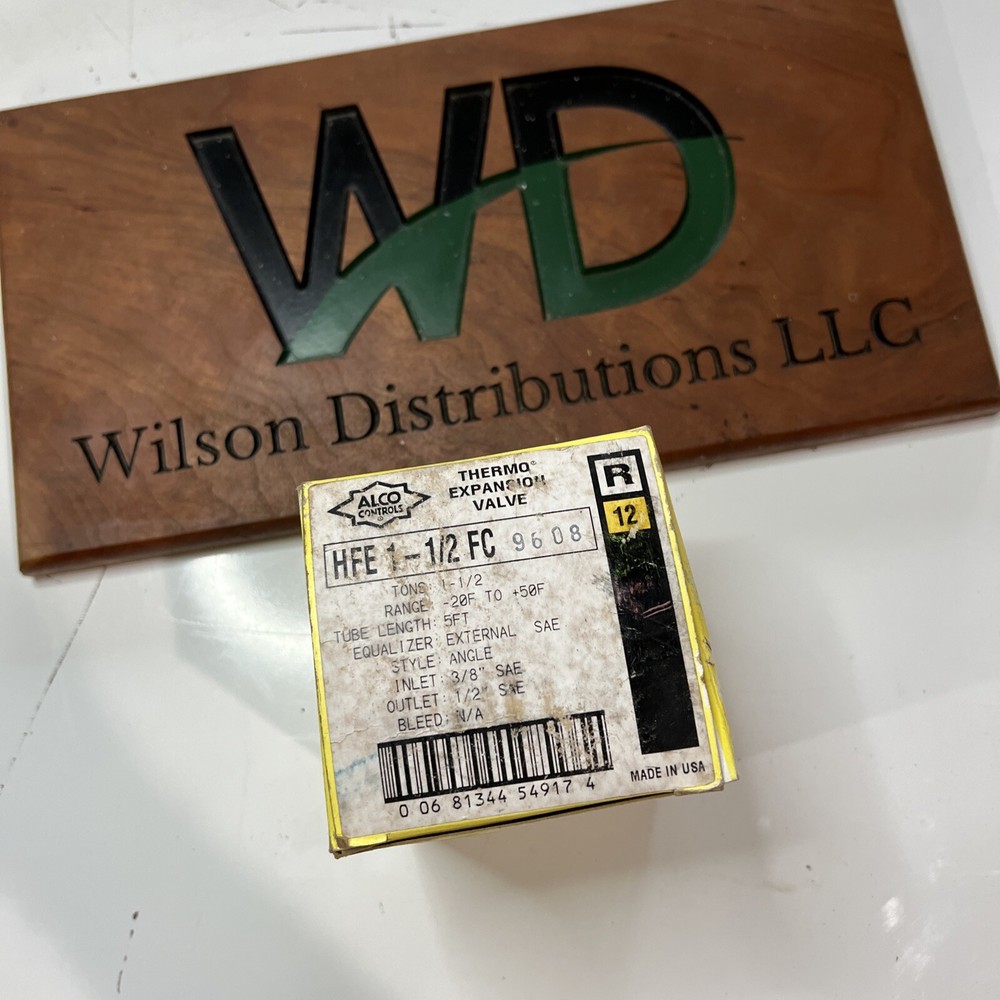 WD
Wilson Distributions LLC
ALCO
CONTROLS
THERMO®
EXPANSION
VALVE
R
12
HFE 1-1/2 FC 9608
TONS: 1-1/2
RANGE: -20F TO +50F
TUBE LENGTH: 5FT
EQUALIZER: EXTERNAL SAE
STYLE: ANGLE
INLET: 3/8" SAE
OUTLET: 1/2" SAE
BLEED: N/A
0 06 81344 54917 4
MADE IN USA